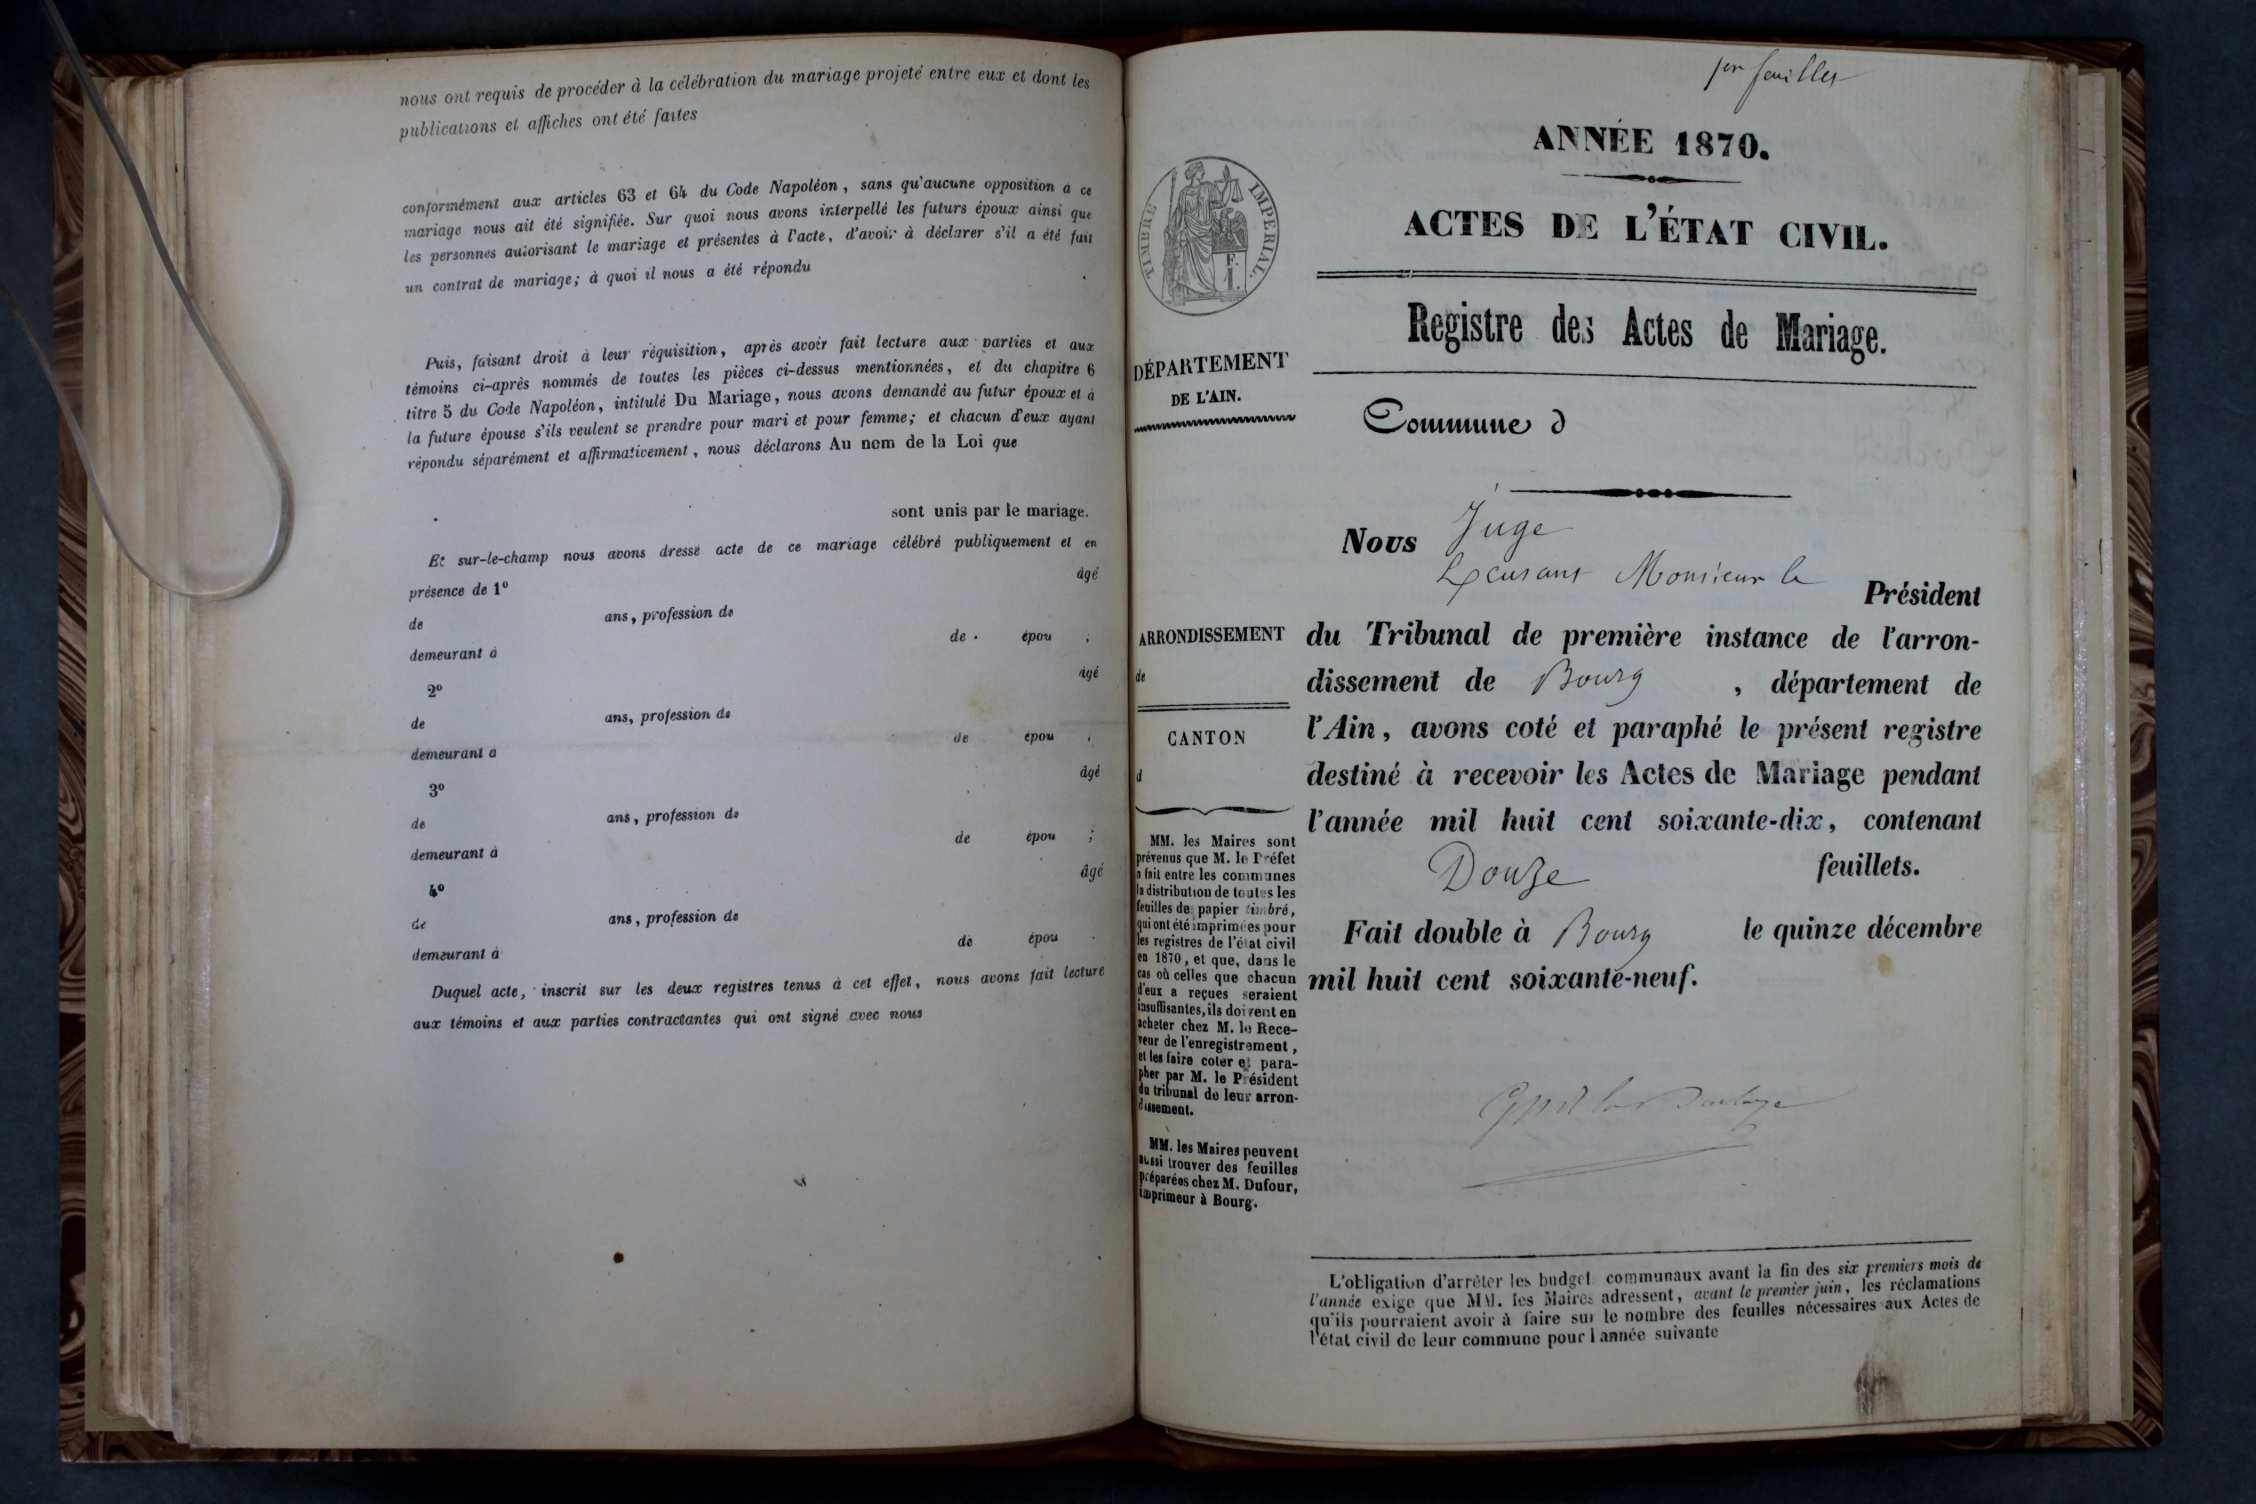 nous ont requis de procéder à la célébration du mariage projeté entre eux et dont les
publications et affiches ont été faites
conformément aux articles 63 et 64 du Code Napoléon, sans qu'aucune opposition à ce
mariage nous ait été signifiée. Sur quoi nous avons interpellé les futurs époux ainsi que
les personnes autorisant le mariage et présentes à l'acte, d'avoir à déclarer s'il a été fait
un contrat de mariage; à quoi il nous a été répondu
Puis, faisant droit à leur réquisition, après avoir fait lecture aux parties et aux
témoins ci-après nommés de toutes les pièces ci-dessus mentionnées, et du chapitre 6
titre 5 du Code Napoléon, intitulé Du Mariage, nous avons demandé au futur époux et à
la future épouse s'ils veulent se prendre pour mari et pour femme; et chacun d'eux ayant
répondu séparément et affirmativement, nous déclarons Au nom de la Loi que
sont unis par le mariage.
Et sur-le-champ nous avons dressé acte de ce mariage célébré publiquement et en
présence de 1º âgé
de ans, profession de
demeurant à de épou ;
2º âgé
de ans, profession de
demeurant à de épou ;
3º âgé
de ans, profession de
demeurant à de épou ;
4º âgé
de ans, profession de
demeurant à de épou .
Duquel acte, inscrit sur les deux registres tenus à cet effet, nous avons fait lecture
aux témoins et aux parties contractantes qui ont signé avec nous
1er feuillet
ANNÉE 1870.
ACTES DE L'ÉTAT CIVIL.
TIMBRE IMPÉRIAL.
F.
1.
Registre des Actes de Mariage.
DÉPARTEMENT
DE L'AIN.
Commune d
ARRONDISSEMENT
de
CANTON
d
MM. les Maires sont
prévenus que M. le Préfet
a fait entre les communes
la distribution de toutes les
feuilles de papier timbré,
qui ont été imprimées pour
les registres de l'état civil
en 1870, et que, dans le
cas où celles que chacun
d'eux a reçues seraient
insuffisantes, ils doivent en
acheter chez M. le Rece-
veur de l'enregistrement,
et les faire coter et para-
pher par M. le Président
du tribunal de leur arron-
dissement.
MM. les Maires peuvent
aussi trouver des feuilles
préparées chez M. Dufour,
imprimeur à Bourg.
Nous Juge
Monsieur le Président
du Tribunal de première instance de l'arron-
dissement de Bourg, département de
l'Ain, avons coté et paraphé le présent registre
destiné à recevoir les Actes de Mariage pendant
l'année mil huit cent soixante-dix, contenant
Douze feuillets.
Fait double à Bourg le quinze décembre
mil huit cent soixante-neuf.
L'obligation d'arrêter les budgets communaux avant la fin des six premiers mois de
l'année exige que MM. les Maires adressent, avant le premier juin, les réclamations
qu'ils pourraient avoir à faire sur le nombre des feuilles nécessaires aux Actes de
l'état civil de leur commune pour l'année suivante